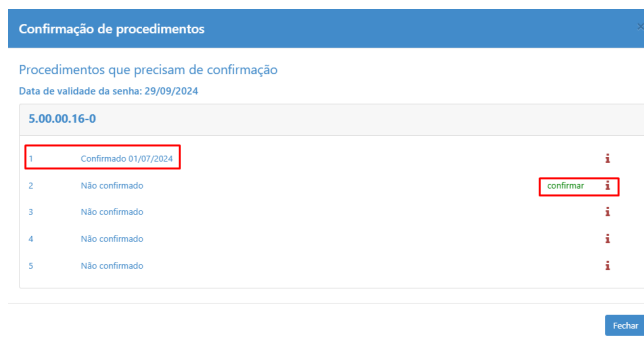 Confirmação de procedimentos
×
Procedimentos que precisam de confirmação
Data de validade da senha: 29/09/2024
5.00.00.16-0
1 Confirmado 01/07/2024 i
2 Não confirmado confirmar i
3 Não confirmado i
4 Não confirmado i
5 Não confirmado i
Fechar